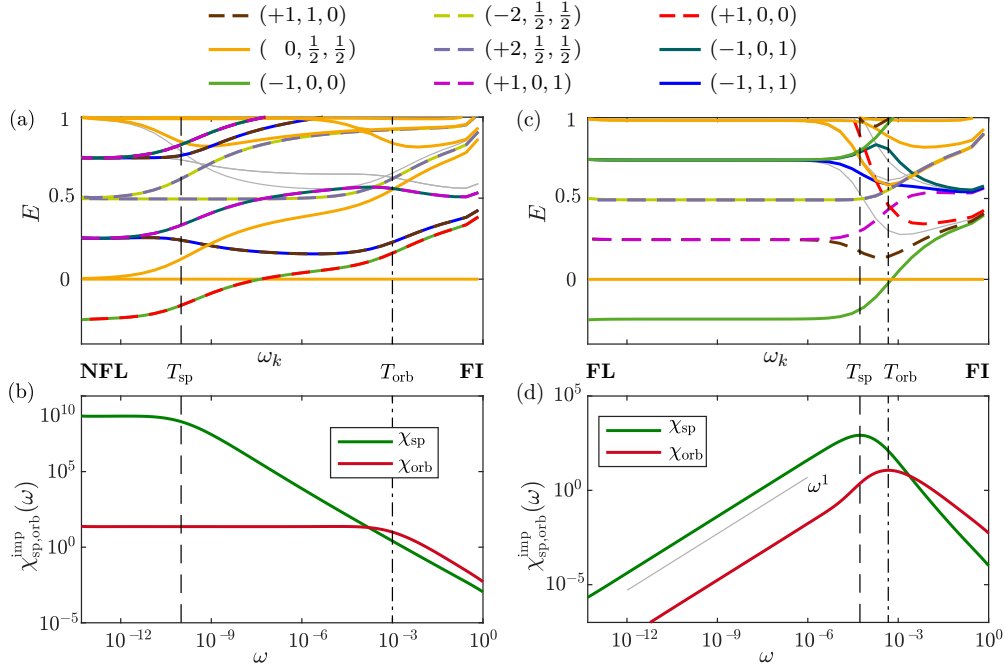 (+1, 1, 0) (−2, 1/2, 1/2) (+1, 0, 0)
( 0, 1/2, 1/2) (+2, 1/2, 1/2) (−1, 0, 1)
(−1, 0, 0) (+1, 0, 1) (−1, 1, 1)
(a)
1
0.5
0
E
ω_k
NFL T_sp T_orb FI
(c)
1
0.5
0
E
ω_k
FL T_sp T_orb FI
(b)
10^10
10^5
10^0
10^−5
χ^imp_sp,orb(ω)
χ_sp
χ_orb
10^−12 10^−9 10^−6 10^−3 10^0
ω
(d)
10^5
10^0
10^−5
χ^imp_sp,orb(ω)
χ_sp
χ_orb
ω^1
10^−12 10^−9 10^−6 10^−3 10^0
ω